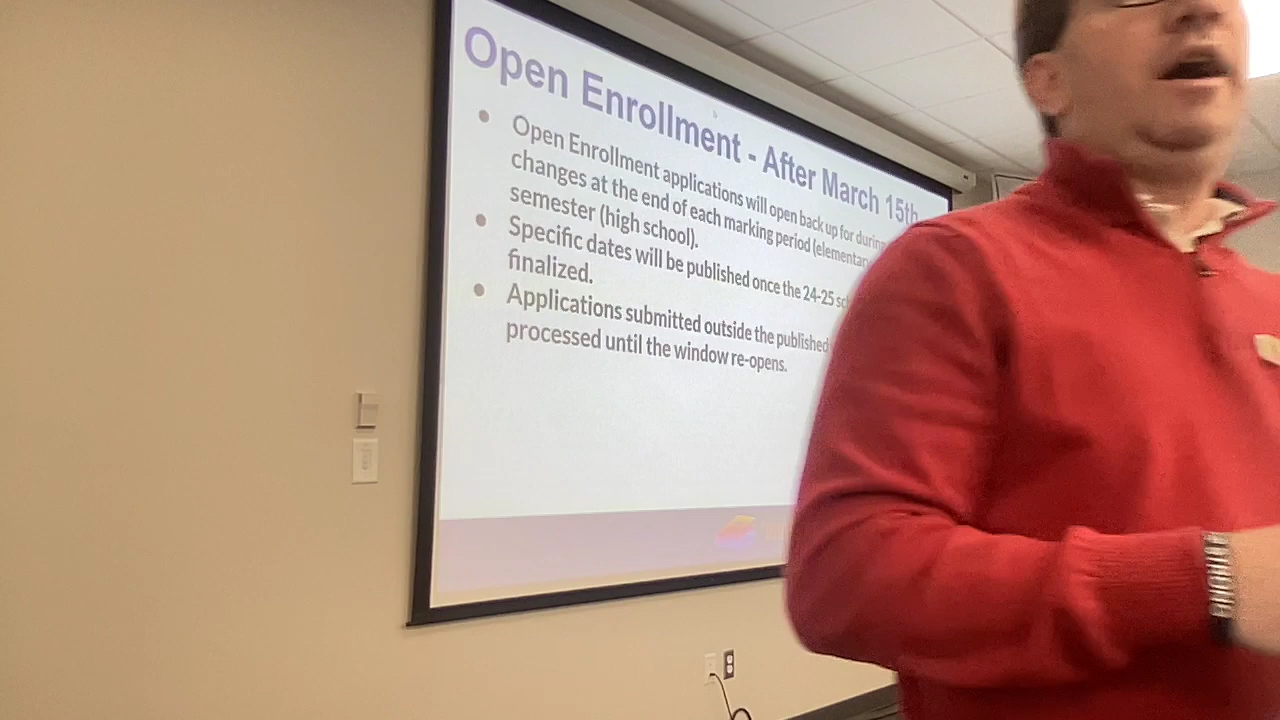 Open Enrollment - After March 15th
Open Enrollment applications will open back up for
changes at the end of each marking period (elementary
semester (high school).
Specific dates will be published once the 24-25
finalized.
Applications submitted outside the published
processed until the window re-opens.